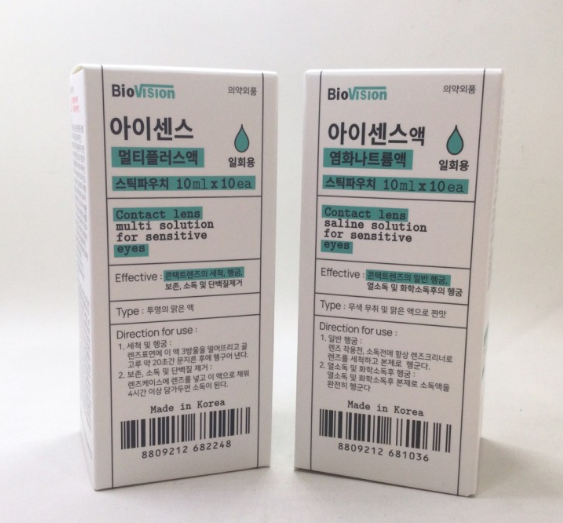 BioVISION
의약외품
아이센스
멀티플러스액
일회용
스틱파우치 10ml x 10ea
Contact lens
multi solution
for sensitive
eyes
Effective : 콘택트렌즈의 세척, 헹굼,
보존, 소독 및 단백질제거
Type : 투명의 맑은 액
Direction for use :
1. 세척 및 헹굼 :
렌즈표면에 이 액 3방울을 떨어뜨리고 골
고루 약 20초간 문지른 후에 헹구어 낸다.
2. 보존, 소독 및 단백질 제거 :
렌즈케이스에 렌즈를 넣고 이 액으로 채워
4시간 이상 담가두면 소독이 된다.
Made in Korea
8809212 682248
BioVISION
의약외품
아이센스액
염화나트륨액
일회용
스틱파우치 10ml x 10ea
Contact lens
saline solution
for sensitive
eyes
Effective : 콘택트렌즈의 일반 헹굼,
열소독 및 화학소독후의 헹굼
Type : 무색 무취 및 맑은 액으로 짠맛
Direction for use :
1. 일반 헹굼 :
렌즈 착용전, 소독전에 항상 렌즈크리너로
렌즈를 세척하고 본제로 헹군다.
2. 열소독 및 화학소독후 헹굼 :
열소독 및 화학소독후 본제로 소독액을
완전히 헹군다
Made in Korea
8809212 681036